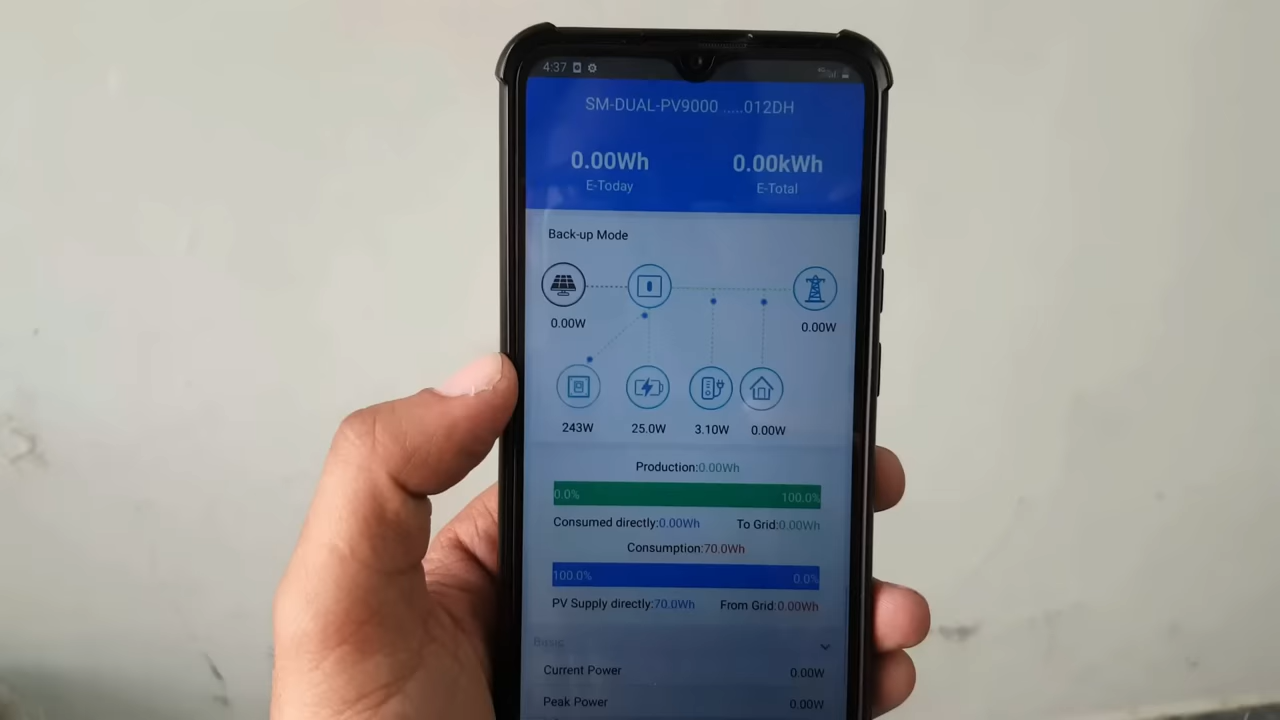 4:37
SM-DUAL-PV9000 .....012DH
0.00Wh 0.00kWh
E-Today E-Total
Back-up Mode
0.00W 0.00W
243W 25.0W 3.10W 0.00W
Production:0.00Wh
0.0% 100.0%
Consumed directly:0.00Wh To Grid:0.00Wh
Consumption:70.0Wh
100.0% 0.0%
PV Supply directly:70.0Wh From Grid:0.00Wh
Basic
Current Power 0.00W
Peak Power 0.00W